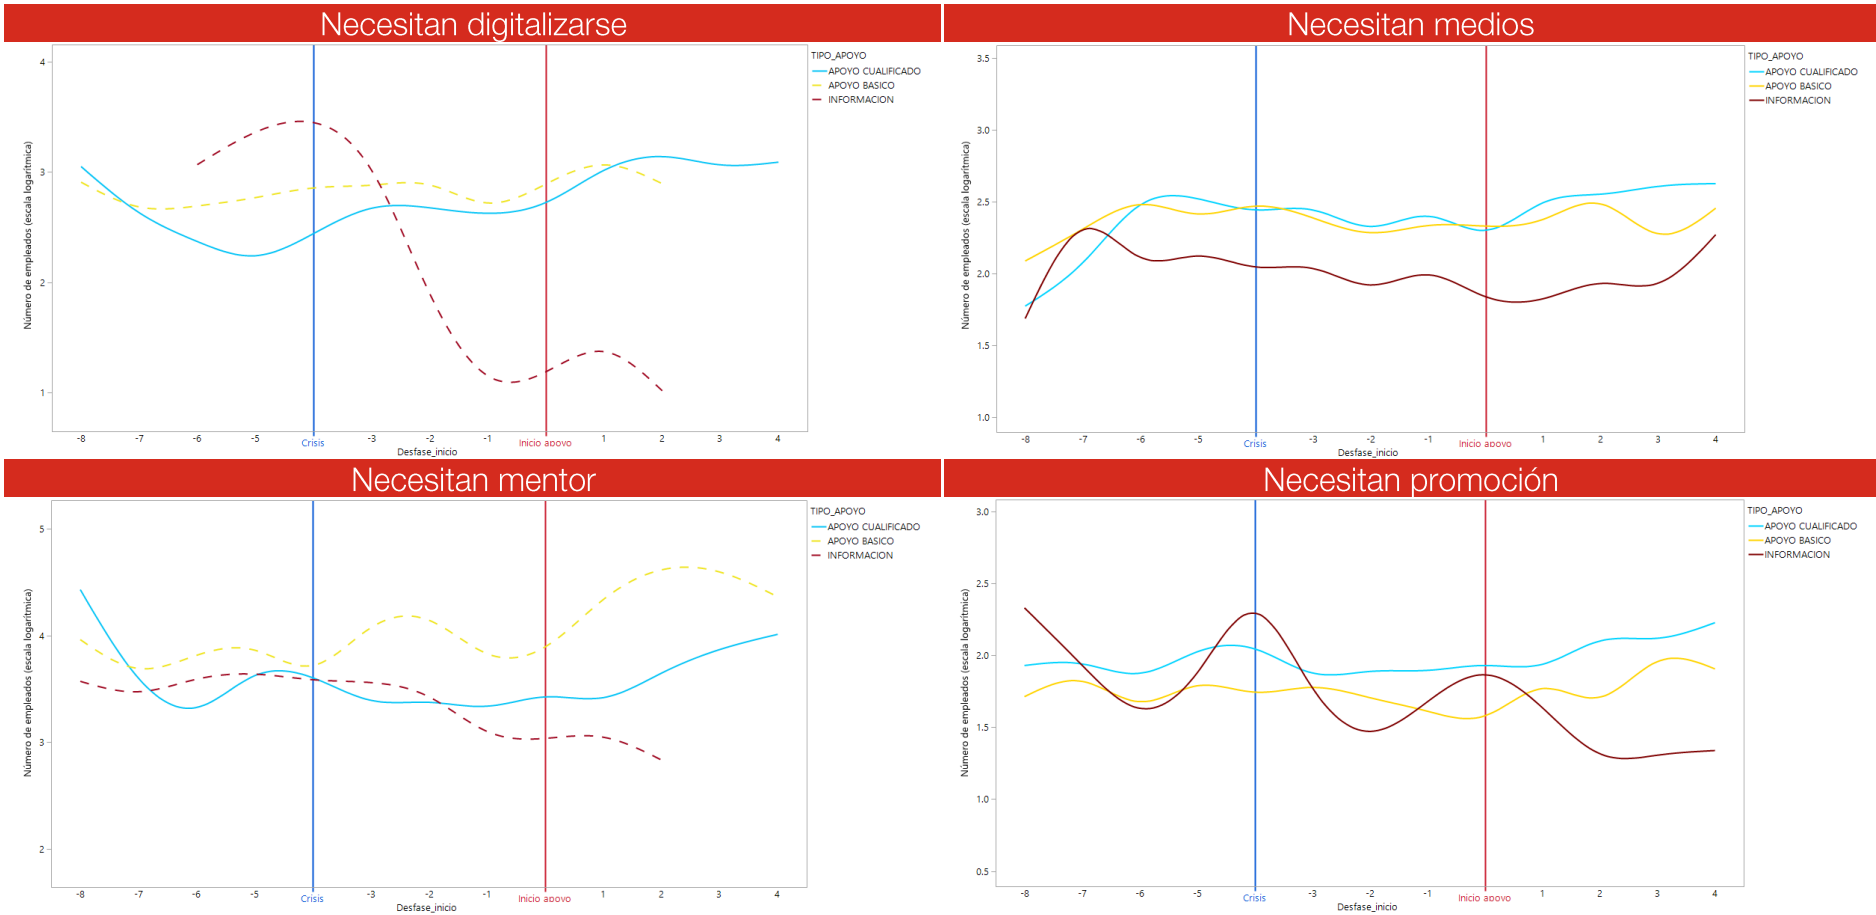 Necesitan digitalizarse
TIPO_APOYO
APOYO CUALIFICADO
APOYO BASICO
INFORMACION
Número de empleados (escala logarítmica)
4
3
2
1
-8 -7 -6 -5 Crisis -3 -2 -1 Inicio apoyo 1 2 3 4
Desfase_inicio
Necesitan medios
TIPO_APOYO
APOYO CUALIFICADO
APOYO BASICO
INFORMACION
Número de empleados (escala logarítmica)
3.5
3.0
2.5
2.0
1.5
1.0
-8 -7 -6 -5 Crisis -3 -2 -1 Inicio apoyo 1 2 3 4
Desfase_inicio
Necesitan mentor
TIPO_APOYO
APOYO CUALIFICADO
APOYO BASICO
INFORMACION
Número de empleados (escala logarítmica)
5
4
3
2
-8 -7 -6 -5 Crisis -3 -2 -1 Inicio apoyo 1 2 3 4
Desfase_inicio
Necesitan promoción
TIPO_APOYO
APOYO CUALIFICADO
APOYO BASICO
INFORMACION
Número de empleados (escala logarítmica)
3.0
2.5
2.0
1.5
1.0
0.5
-8 -7 -6 -5 Crisis -3 -2 -1 Inicio apoyo 1 2 3 4
Desfase_inicio